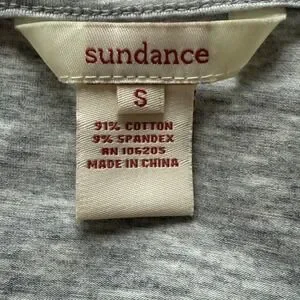 sundance
S
91% COTTON
9% SPANDEX
RN 106205
MADE IN CHINA